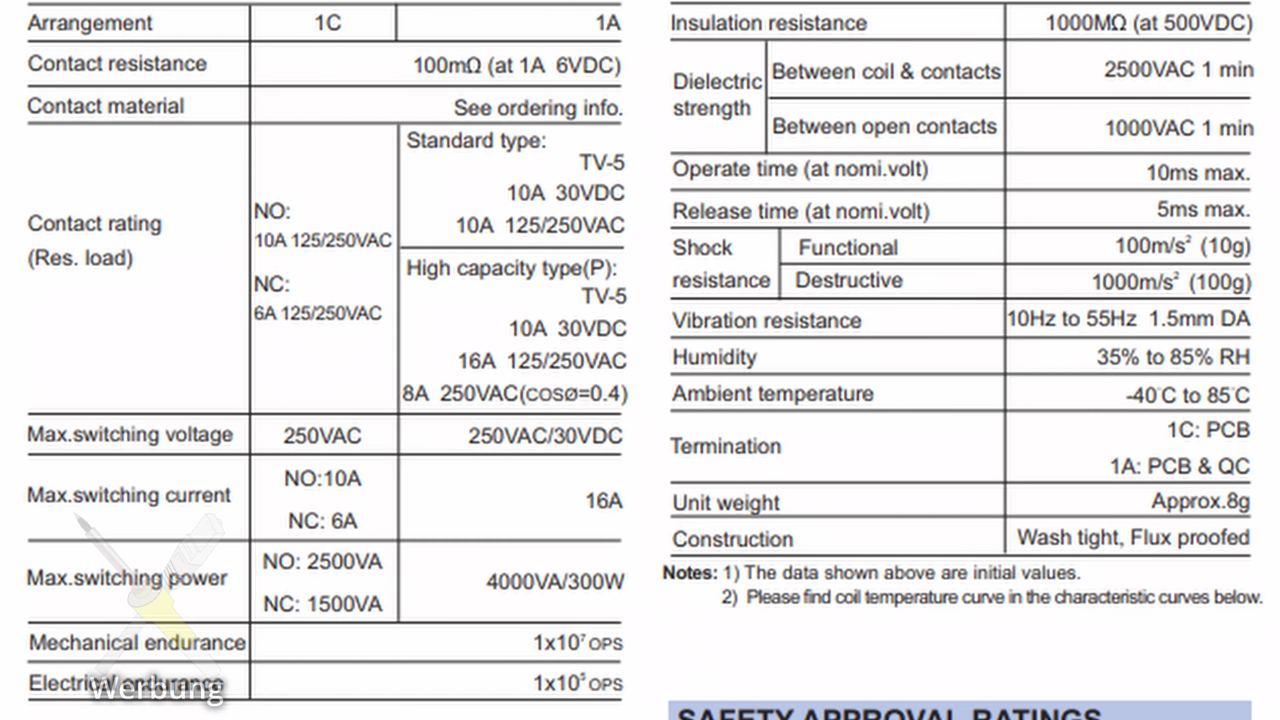 Arrangement 1C 1A
Contact resistance 100mΩ (at 1A 6VDC)
Contact material See ordering info.
Contact rating
(Res. load)
NO:
10A 125/250VAC
NC:
6A 125/250VAC
Standard type:
TV-5
10A 30VDC
10A 125/250VAC
High capacity type(P):
TV-5
10A 30VDC
16A 125/250VAC
8A 250VAC(COSØ=0.4)
Max.switching voltage 250VAC 250VAC/30VDC
Max.switching current
NO:10A
NC: 6A
16A
Max.switching power
NO: 2500VA
NC: 1500VA
4000VA/300W
Mechanical endurance 1x10⁷ OPS
Electrical endurance 1x10⁵ OPS
Werbung
Insulation resistance 1000MΩ (at 500VDC)
Dielectric
strength
Between coil & contacts 2500VAC 1 min
Between open contacts 1000VAC 1 min
Operate time (at nomi.volt) 10ms max.
Release time (at nomi.volt) 5ms max.
Shock
resistance
Functional 100m/s² (10g)
Destructive 1000m/s² (100g)
Vibration resistance 10Hz to 55Hz 1.5mm DA
Humidity 35% to 85% RH
Ambient temperature -40°C to 85°C
Termination
1C: PCB
1A: PCB & QC
Unit weight Approx.8g
Construction Wash tight, Flux proofed
Notes: 1) The data shown above are initial values.
2) Please find coil temperature curve in the characteristic curves below.
SAFETY APPROVAL RATINGS